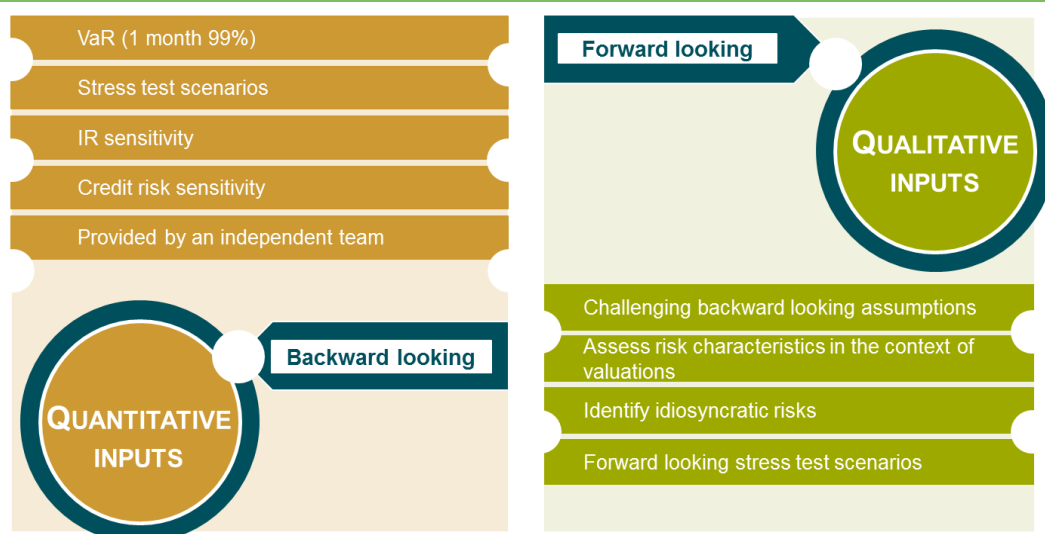 VaR (1 month 99%)
Stress test scenarios
IR sensitivity
Credit risk sensitivity
Provided by an independent team
Backward looking
QUANTITATIVE
INPUTS
Forward looking
QUALITATIVE
INPUTS
Challenging backward looking assumptions
Assess risk characteristics in the context of
valuations
Identify idiosyncratic risks
Forward looking stress test scenarios